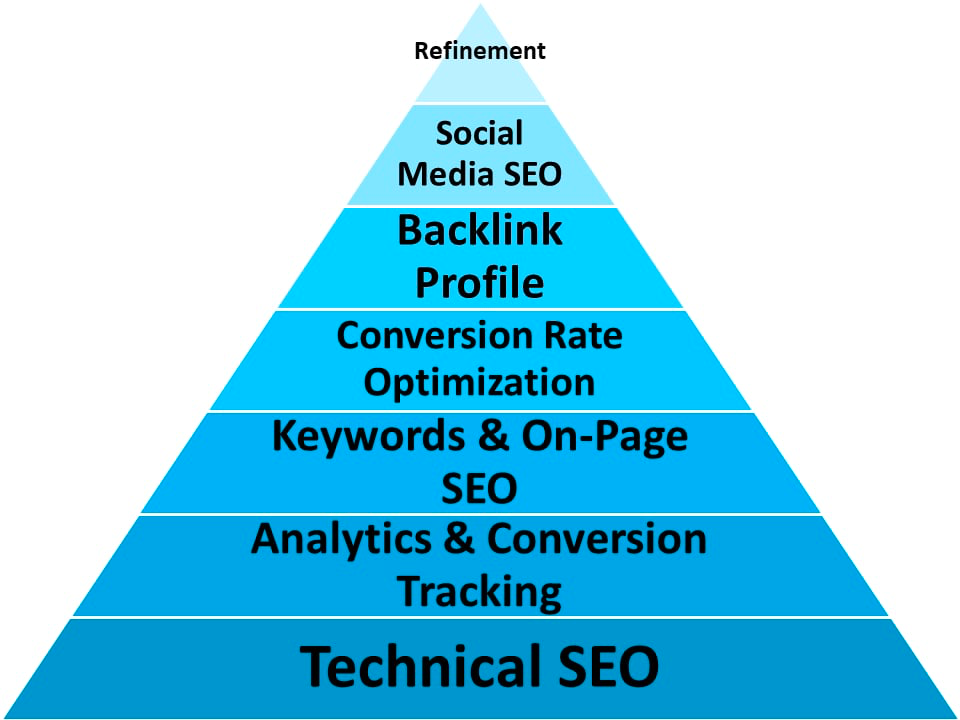 Refinement
Social
Media SEO
Backlink
Profile
Conversion Rate
Optimization
Keywords & On-Page
SEO
Analytics & Conversion
Tracking
Technical SEO